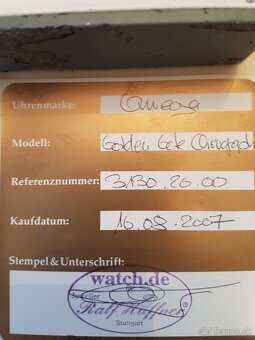 Uhrenmarke: Omega
Modell: Golden Gate Chronograph
Referenznummer: 3130.20.00
Kaufdatum: 16.08.2007
Stempel & Unterschrift:
watch.de
Juwelier
Ralf Häffner
Stuttgart